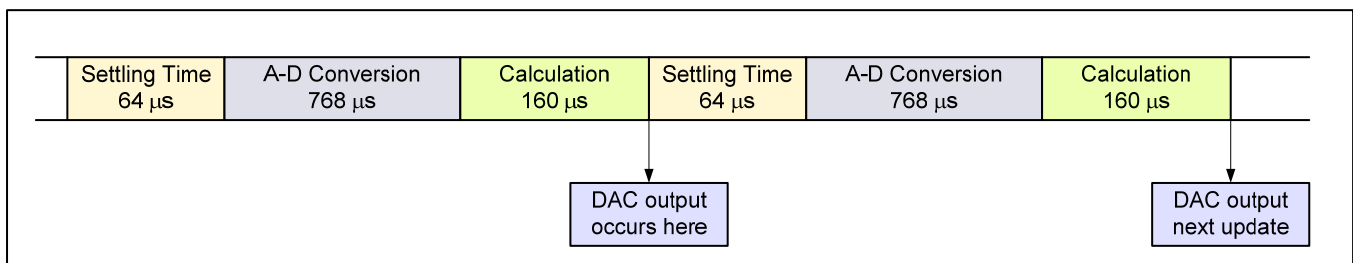 Settling Time
64 μs
A-D Conversion
768 μs
Calculation
160 μs
Settling Time
64 μs
A-D Conversion
768 μs
Calculation
160 μs
DAC output
occurs here
DAC output
next update